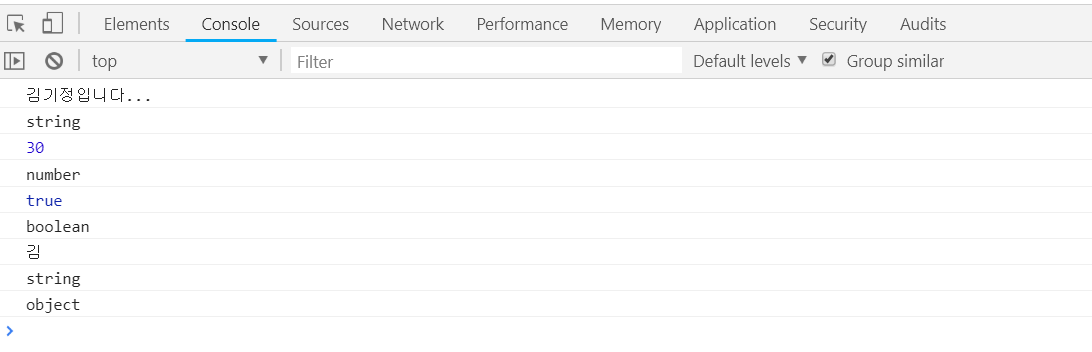 Elements Console Sources Network Performance Memory Application Security Audits
top Filter Default levels Group similar
김기정입니다...
string
30
number
true
boolean
김
string
object